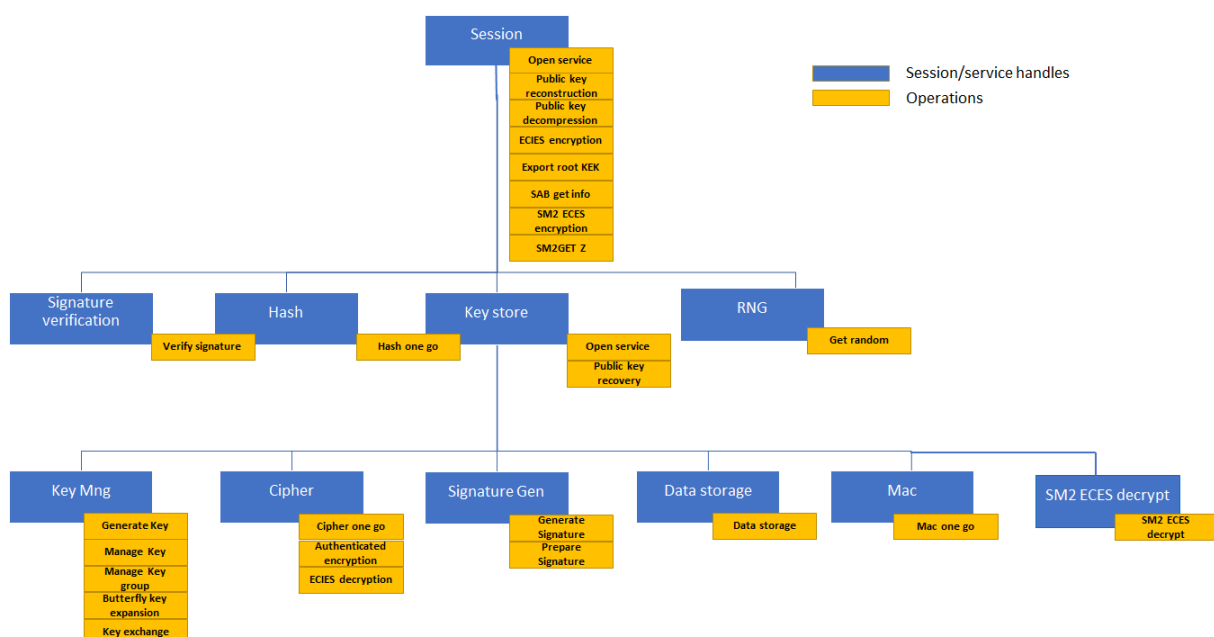 Session
Open service
Public key
reconstruction
Public key
decompression
ECIES encryption
Export root KEK
SAB get info
SM2 ECES
encryption
SM2GET Z
Session/service handles
Operations
Signature
verification
Verify signature
Hash
Hash one go
Key store
Open service
Public key
recovery
RNG
Get random
Key Mng
Generate Key
Manage Key
Manage Key
group
Butterfly key
expansion
Key exchange
Cipher
Cipher one go
Authenticated
encryption
ECIES decryption
Signature Gen
Generate
Signature
Prepare
Signature
Data storage
Data storage
Mac
Mac one go
SM2 ECES decrypt
SM2 ECES
decrypt